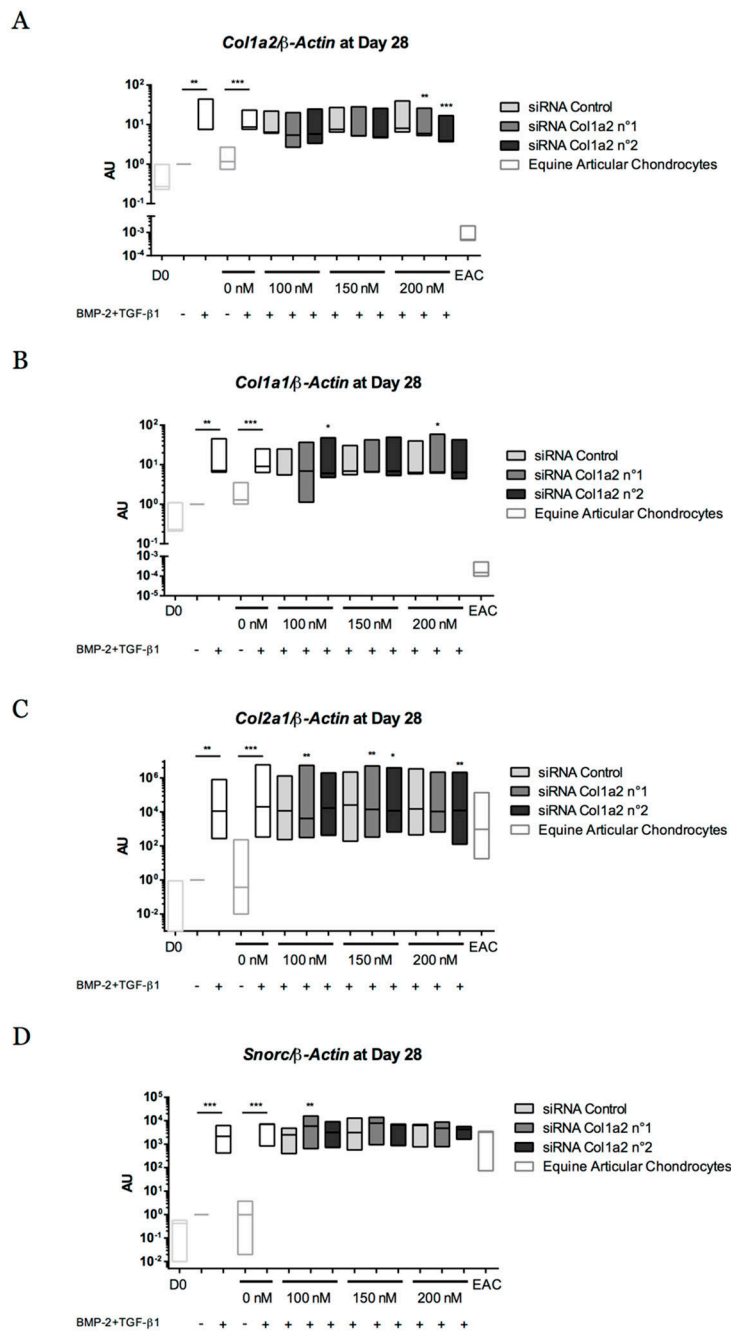 A
Col1a2/β-Actin at Day 28
** *** ** ***
10²
10¹
10⁰
10⁻¹
10⁻³
10⁻⁴
AU
siRNA Control
siRNA Col1a2 n°1
siRNA Col1a2 n°2
Equine Articular Chondrocytes
D0 0 nM 100 nM 150 nM 200 nM EAC
BMP-2+TGF-β1 - + - + + + + + + + + + +
B
Col1a1/β-Actin at Day 28
** *** * *
10²
10¹
10⁰
10⁻¹
10⁻³
10⁻⁴
10⁻⁵
AU
siRNA Control
siRNA Col1a2 n°1
siRNA Col1a2 n°2
Equine Articular Chondrocytes
D0 0 nM 100 nM 150 nM 200 nM EAC
BMP-2+TGF-β1 - + - + + + + + + + + + +
C
Col2a1/β-Actin at Day 28
** *** ** ** * **
10⁶
10⁴
10²
10⁰
10⁻²
AU
siRNA Control
siRNA Col1a2 n°1
siRNA Col1a2 n°2
Equine Articular Chondrocytes
D0 0 nM 100 nM 150 nM 200 nM EAC
BMP-2+TGF-β1 - + - + + + + + + + + + +
D
Snorc/β-Actin at Day 28
*** *** **
10⁵
10⁴
10³
10²
10¹
10⁰
10⁻¹
10⁻²
AU
siRNA Control
siRNA Col1a2 n°1
siRNA Col1a2 n°2
Equine Articular Chondrocytes
D0 0 nM 100 nM 150 nM 200 nM EAC
BMP-2+TGF-β1 - + - + + + + + + + + + +